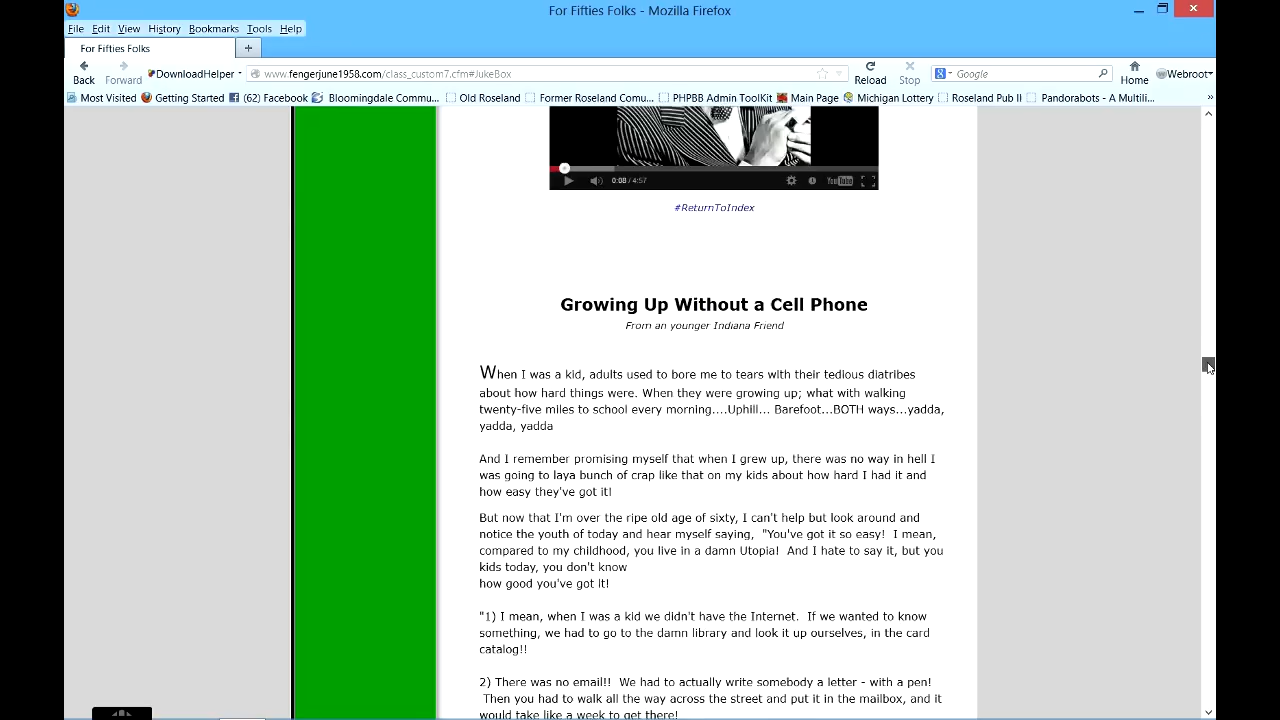 For Fifties Folks - Mozilla Firefox
File Edit View History Bookmarks Tools Help
For Fifties Folks
Back Forward DownloadHelper www.fengerjune1958.com/class_custom7.cfm#JukeBox Reload Stop Google Home Webroot
Most Visited Getting Started (62) Facebook Bloomingdale Commu... Old Roseland Former Roseland Comu... PHPBB Admin ToolKit Main Page Michigan Lottery Roseland Pub II Pandorabots - A Multili... »
0:08 / 4:57 YouTube
#ReturnToIndex
Growing Up Without a Cell Phone
From an younger Indiana Friend
When I was a kid, adults used to bore me to tears with their tedious diatribes
about how hard things were. When they were growing up; what with walking
twenty-five miles to school every morning....Uphill... Barefoot...BOTH ways...yadda,
yadda, yadda
And I remember promising myself that when I grew up, there was no way in hell I
was going to laya bunch of crap like that on my kids about how hard I had it and
how easy they've got it!
But now that I'm over the ripe old age of sixty, I can't help but look around and
notice the youth of today and hear myself saying, "You've got it so easy! I mean,
compared to my childhood, you live in a damn Utopia! And I hate to say it, but you
kids today, you don't know
how good you've got it!
"1) I mean, when I was a kid we didn't have the Internet. If we wanted to know
something, we had to go to the damn library and look it up ourselves, in the card
catalog!!
2) There was no email!! We had to actually write somebody a letter - with a pen!
Then you had to walk all the way across the street and put it in the mailbox, and it
would take like a week to get there!